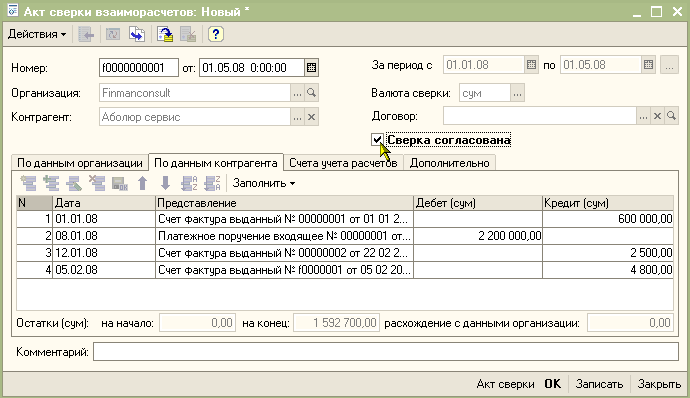 Акт сверки взаиморасчетов: Новый *
Действия
Номер: f0000000001 от: 01.05.08 0:00:00 За период с 01.01.08 по 01.05.08 ...
Организация: Finmanconsult ... Валюта сверки: сум ...
Контрагент: Аболюр сервис ... Договор: ...
Сверка согласована
По данным организации По данным контрагента Счета учета расчетов Дополнительно
Заполнить
N Дата Представление Дебет (сум) Кредит (сум)
1 01.01.08 Счет фактура выданный № 00000001 от 01 01 2... 600 000,00
2 08.01.08 Платежное поручение входящее № 00000001 от... 2 200 000,00
3 12.01.08 Счет фактура выданный № 00000002 от 22 02 2... 2 500,00
4 05.02.08 Счет фактура выданный № f0000001 от 05 02 20... 4 800,00
Остатки (сум): на начало: 0,00 на конец: 1 592 700,00 расхождение с данными организации: 0,00
Комментарий:
Акт сверки OK Записать Закрыть